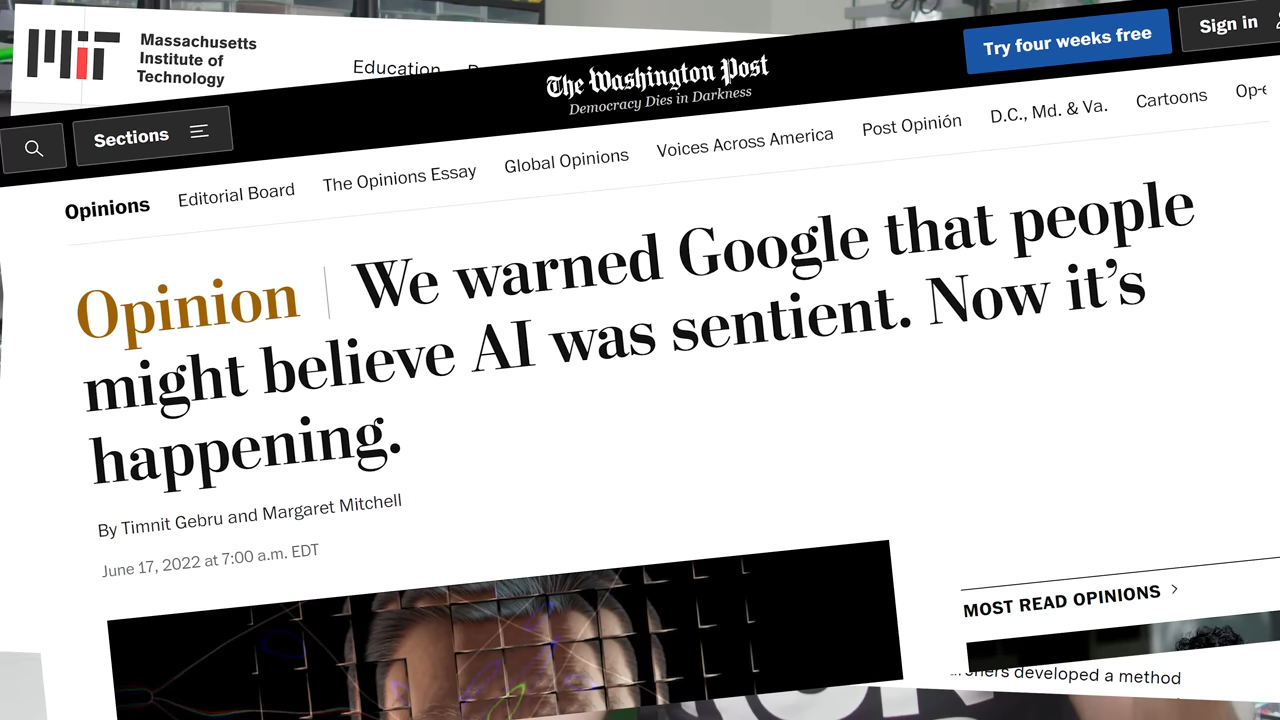 Massachusetts
Institute of
Technology
Education
The Washington Post
Democracy Dies in Darkness
Try four weeks free
Sign in
Sections
Opinions
Editorial Board
The Opinions Essay
Global Opinions
Voices Across America
Post Opinión
D.C., Md. & Va.
Cartoons
Opinion
We warned Google that people
might believe AI was sentient. Now it’s
happening.
By Timnit Gebru and Margaret Mitchell
June 17, 2022 at 7:00 a.m. EDT
MOST READ OPINIONS
developed a method